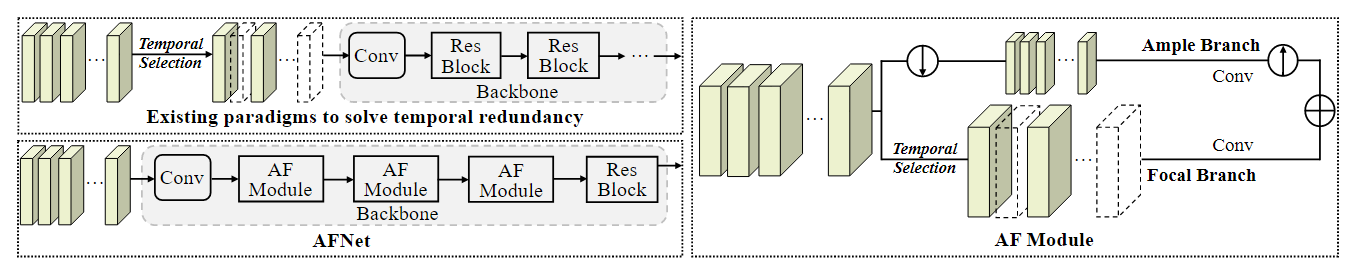 Temporal
Selection
...
...
Conv
Res
Block
Res
Block
...
Backbone
Existing paradigms to solve temporal redundancy
...
Conv
AF
Module
AF
Module
AF
Module
Res
Block
Backbone
AFNet
...
...
Ample Branch
Conv
Temporal
Selection
...
Conv
Focal Branch
AF Module